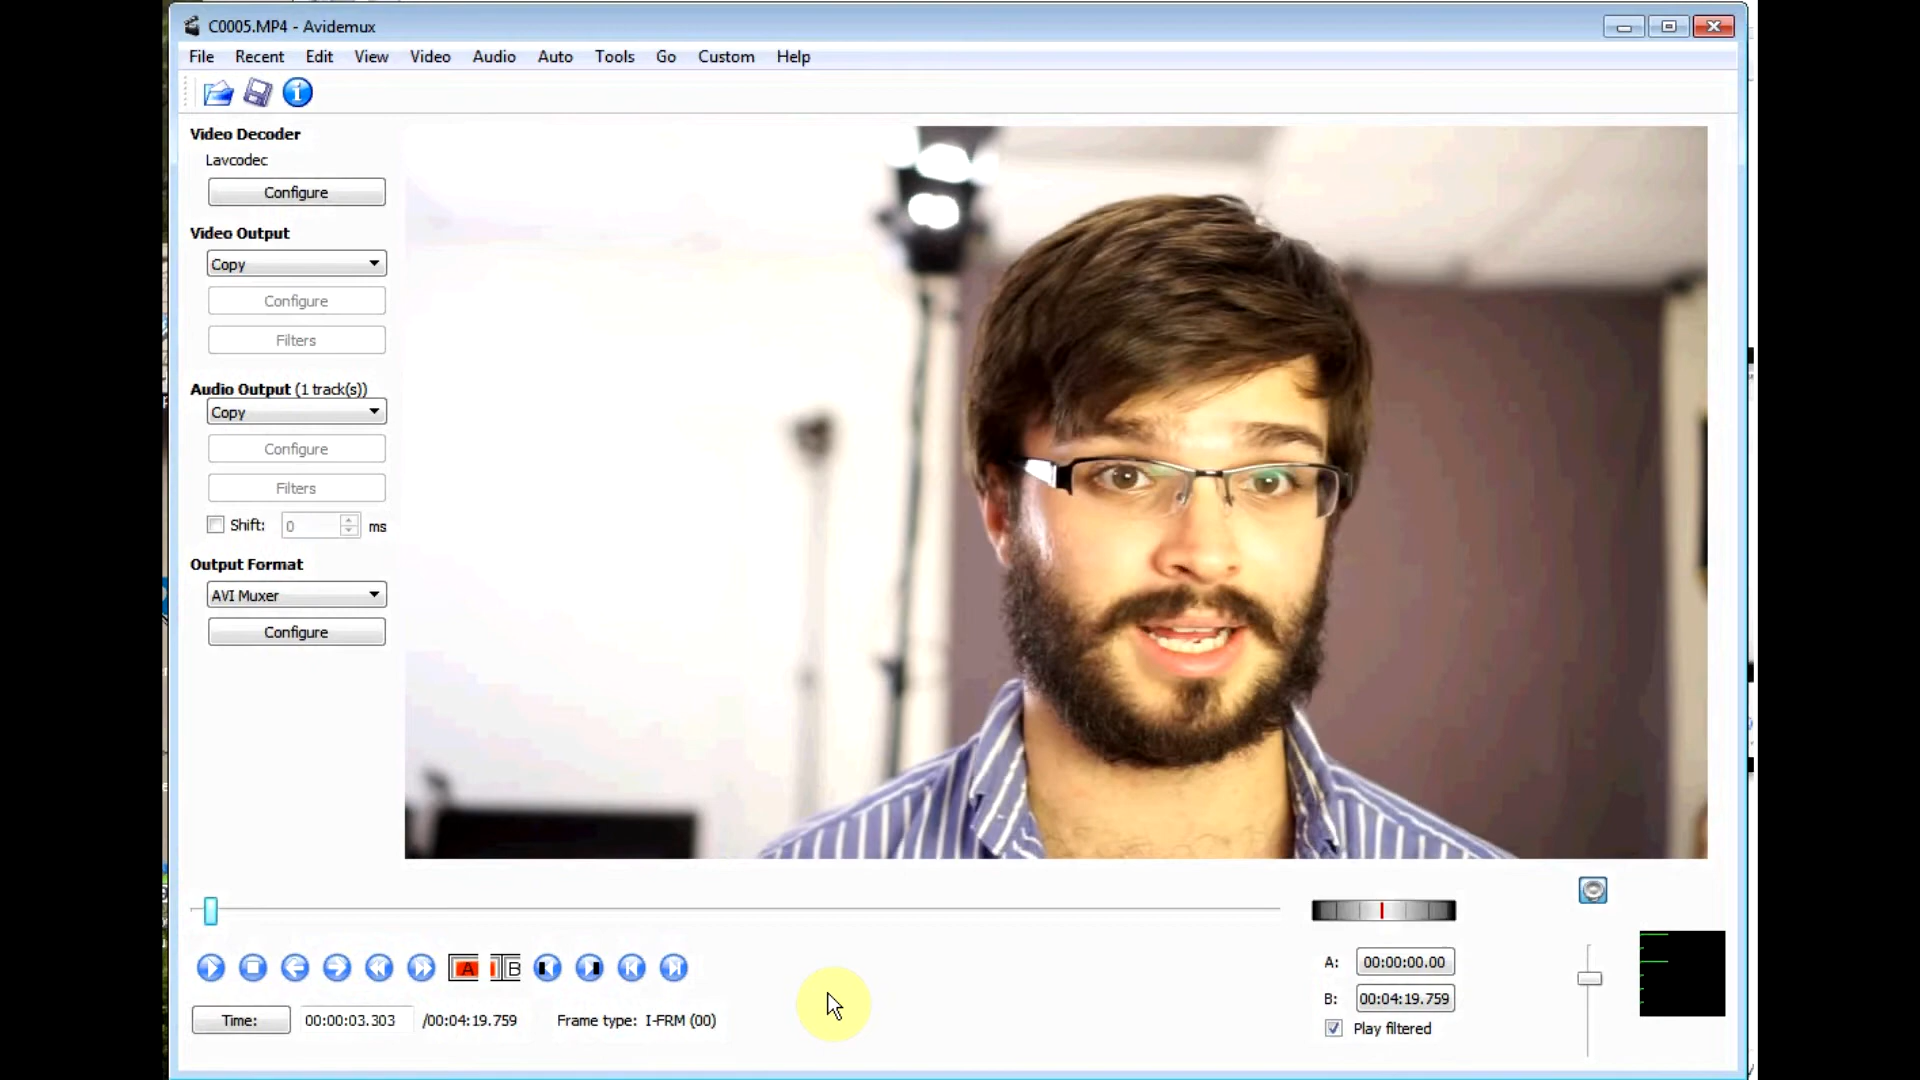 C0005.MP4 - Avidemux
File Recent Edit View Video Audio Auto Tools Go Custom Help
Video Decoder
Lavcodec
Configure
Video Output
Copy
Configure
Filters
Audio Output (1 track(s))
Copy
Configure
Filters
Shift: 0 ms
Output Format
AVI Muxer
Configure
A B
A: 00:00:00.00
B: 00:04:19.759
Time: 00:00:03.303 /00:04:19.759 Frame type: I-FRM (00)
Play filtered